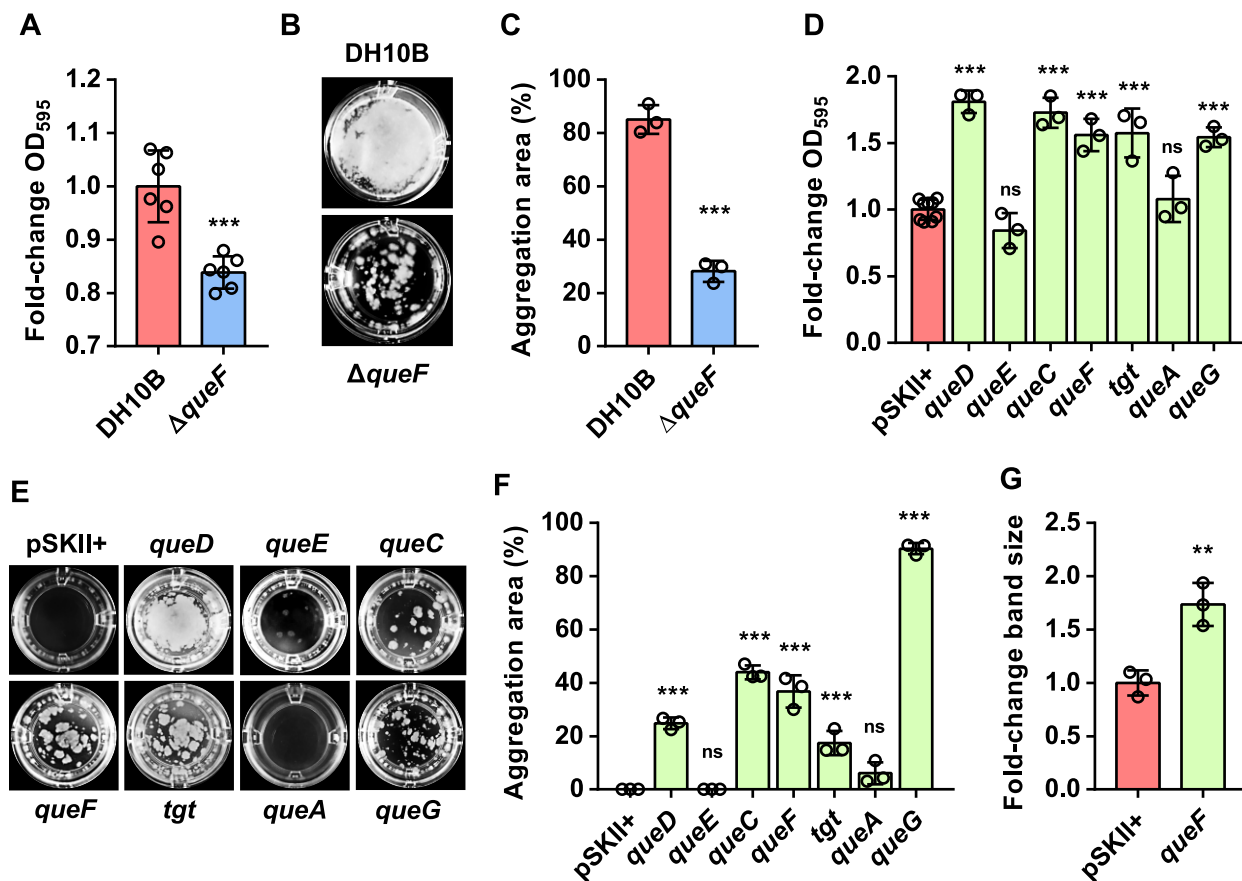 A
Fold-change OD595
1.2
1.1
1.0
0.9
0.8
0.7
***
DH10B
ΔqueF
B
DH10B
ΔqueF
C
Aggregation area (%)
100
80
60
40
20
0
***
DH10B
ΔqueF
D
Fold-change OD595
2.0
1.5
1.0
0.5
0.0
*** ns *** *** *** ns ***
pSKII+
queD
queE
queC
queF
tgt
queA
queG
E
pSKII+ queD queE queC
queF tgt queA queG
F
Aggregation area (%)
100
80
60
40
20
0
*** ns *** *** *** ns ***
pSKII+
queD
queE
queC
queF
tgt
queA
queG
G
Fold-change band size
2.5
2.0
1.5
1.0
0.5
0.0
**
pSKII+
queF